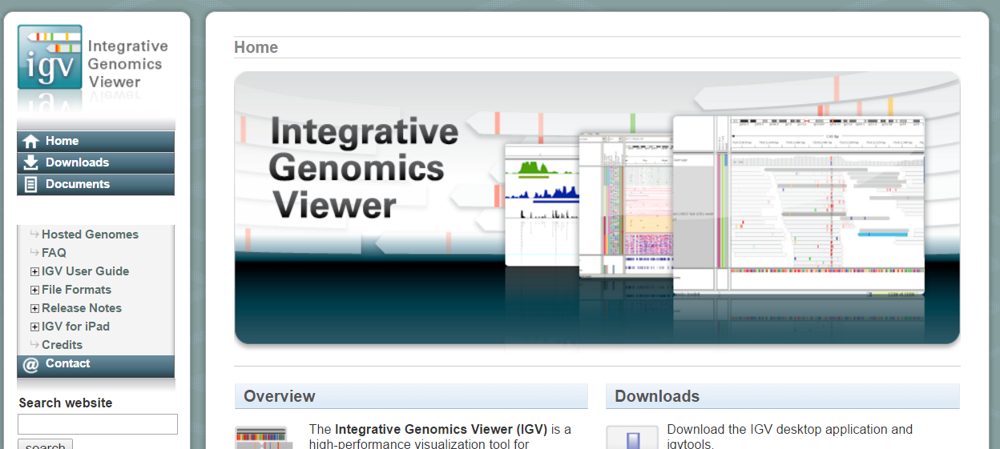 igv
Integrative
Genomics
Viewer
Home
Downloads
Documents
Hosted Genomes
FAQ
IGV User Guide
File Formats
Release Notes
IGV for iPad
Credits
Contact
Search website
search
Home
Integrative
Genomics
Viewer
Overview
The Integrative Genomics Viewer (IGV) is a
high-performance visualization tool for
Downloads
Download the IGV desktop application and
igvtools.